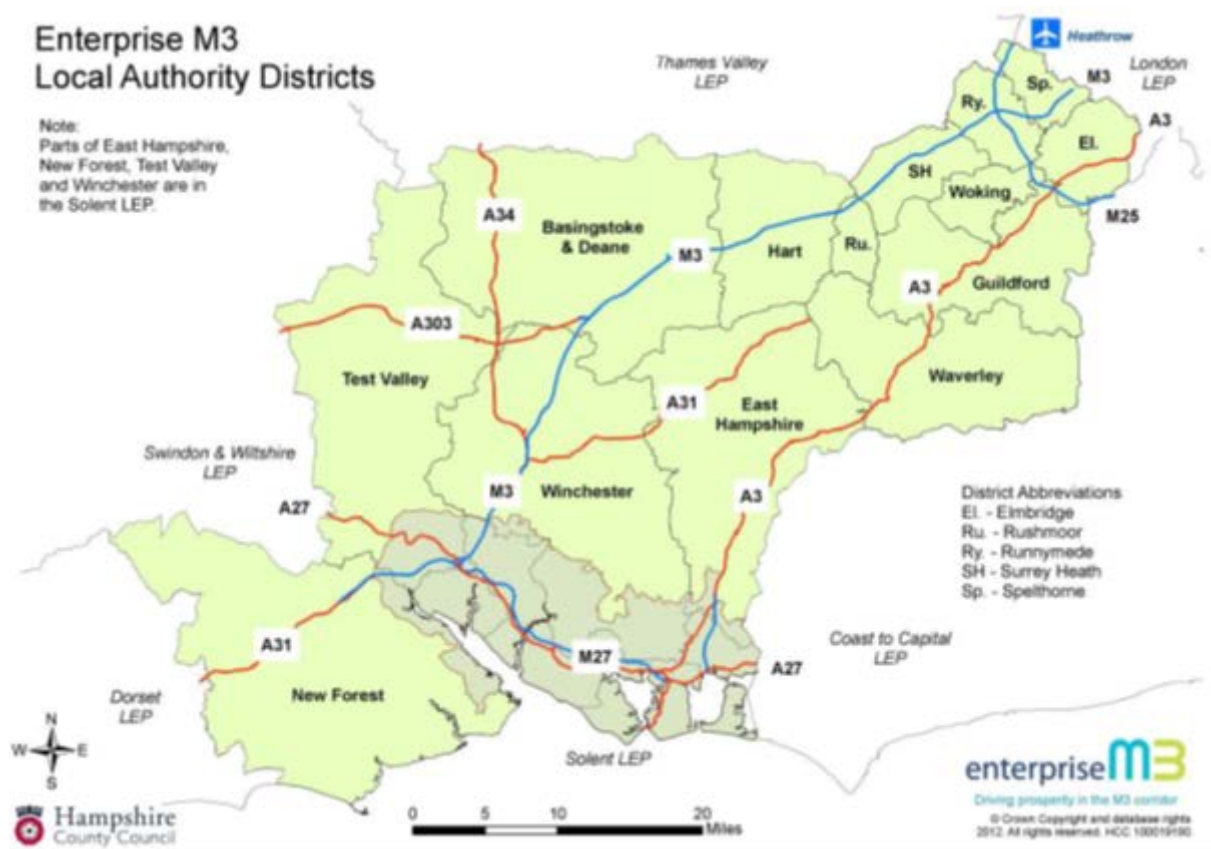 Enterprise M3
Local Authority Districts
Note:
Parts of East Hampshire,
New Forest, Test Valley
and Winchester are in
the Solent LEP.
Thames Valley
LEP
Heathrow
London
LEP
Sp.
M3
Ry.
A3
El.
SH
Woking
M25
A34
Basingstoke
& Deane
M3
Hart
Ru.
A3
Guildford
A303
Test Valley
Waverley
A31
East
Hampshire
Swindon & Wiltshire
LEP
A27
M3
Winchester
A3
District Abbreviations
El. - Elmbridge
Ru. - Rushmoor
Ry. - Runnymede
SH - Surrey Heath
Sp. - Spelthorne
A31
M27
A27
Coast to Capital
LEP
New Forest
Dorset
LEP
Solent LEP
N
W
E
S
enterpriseM3
Driving prosperity in the M3 corridor
© Crown Copyright and database rights
2012. All rights reserved. HCC 100019180.
Hampshire
County Council
0 5 10 20
Miles